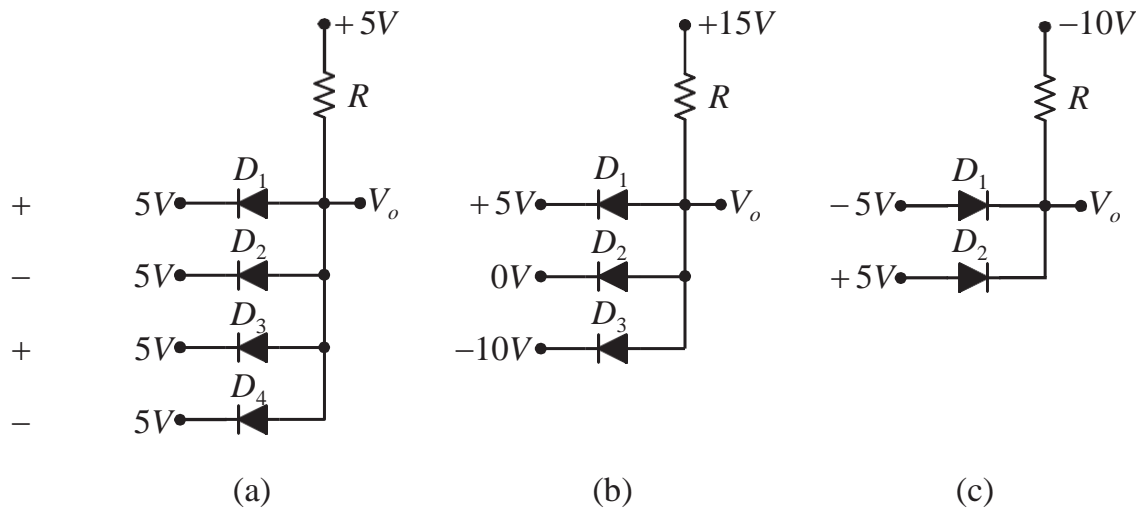 +5V
R
D₁
+ 5V Vₒ
D₂
− 5V
D₃
+ 5V
D₄
− 5V
(a)
+15V
R
D₁
+5V Vₒ
D₂
0V
D₃
−10V
(b)
−10V
R
D₁
−5V Vₒ
D₂
+5V
(c)